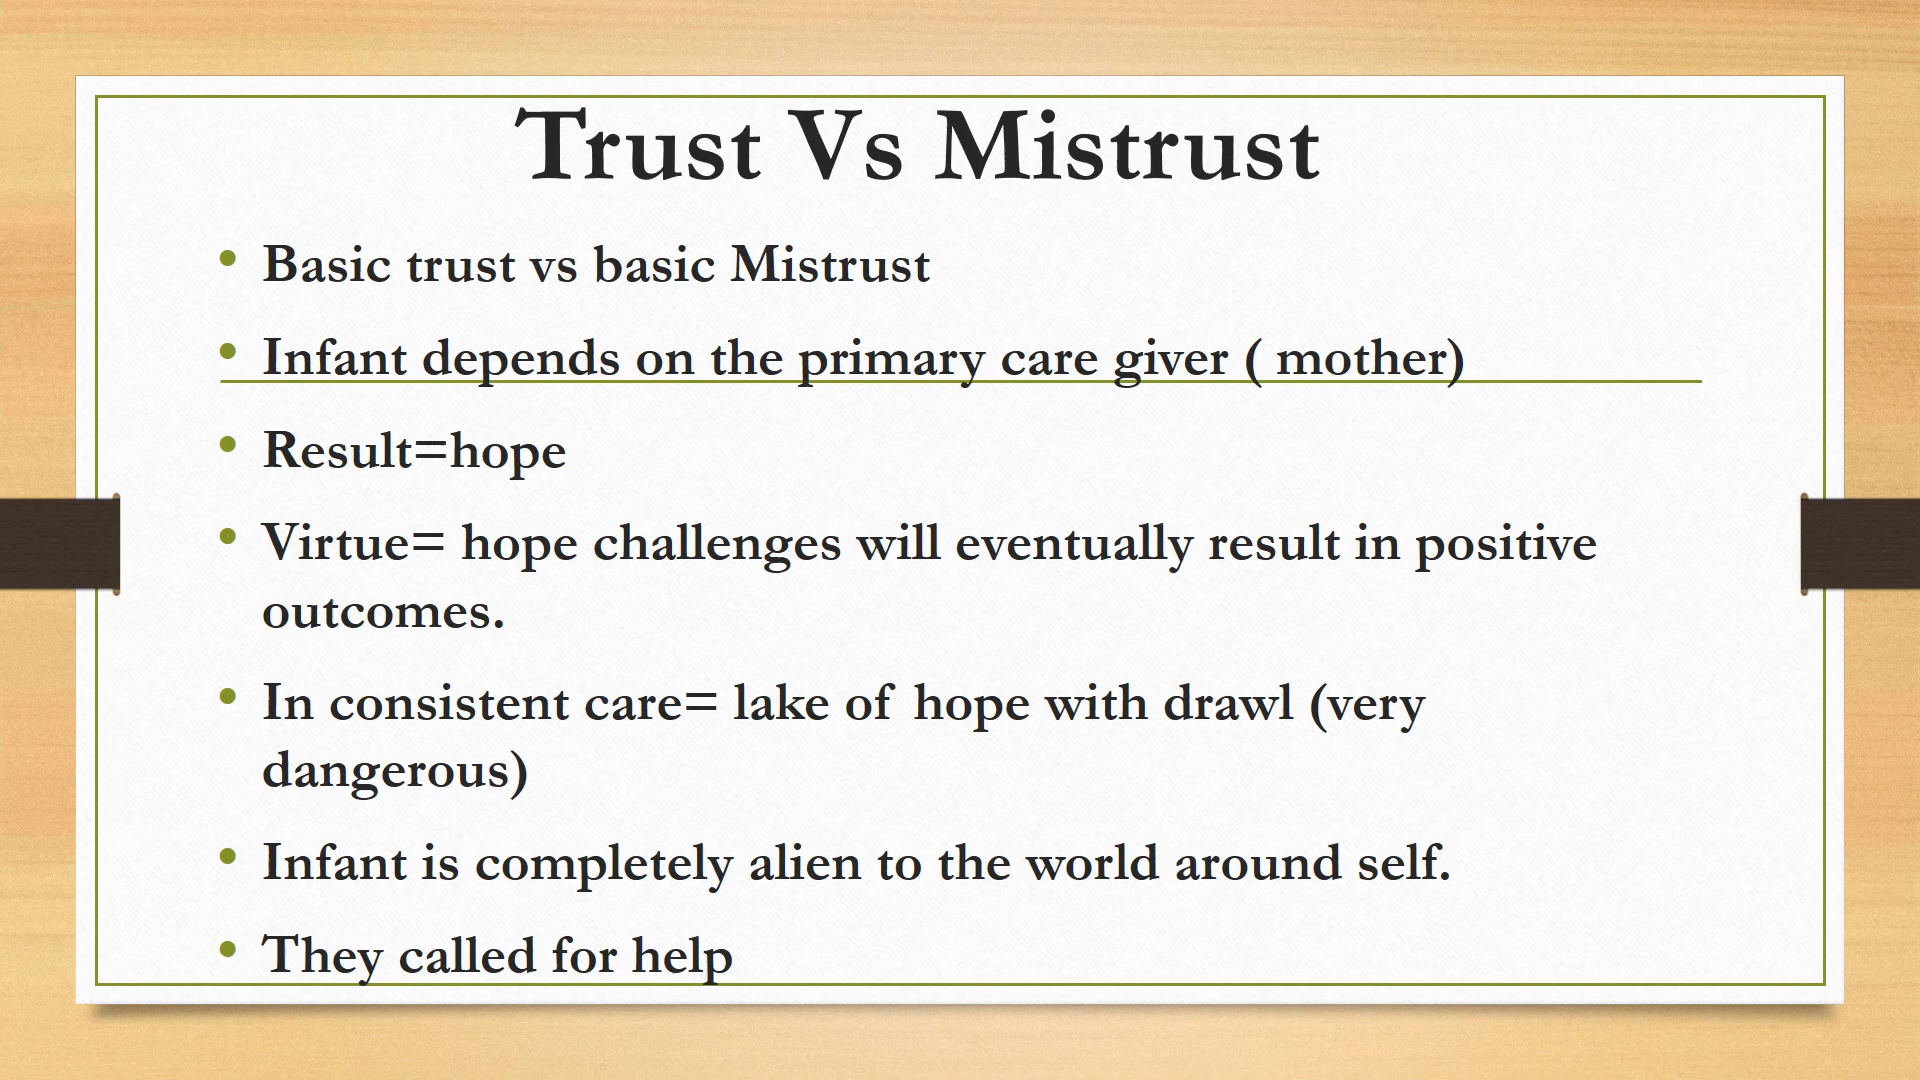 Trust Vs Mistrust
• Basic trust vs basic Mistrust
• Infant depends on the primary care giver ( mother)
• Result=hope
• Virtue= hope challenges will eventually result in positive
outcomes.
• In consistent care= lake of hope with drawl (very
dangerous)
• Infant is completely alien to the world around self.
• They called for help